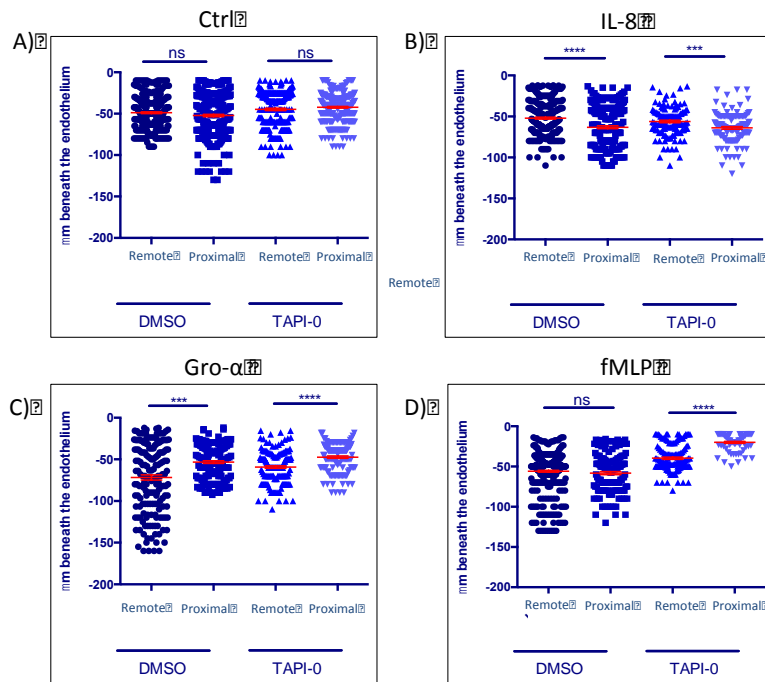 Ctrl
A)
ns ns
mm beneath the endothelium
0
-50
-100
-150
-200
Remote Proximal Remote Proximal
DMSO TAPI-0
IL-8
B)
**** ***
mm beneath the endothelium
0
-50
-100
-150
-200
Remote Proximal Remote Proximal
DMSO TAPI-0
Remote
Gro-α
C)
*** ****
mm beneath the endothelium
0
-50
-100
-150
-200
Remote Proximal Remote Proximal
DMSO TAPI-0
fMLP
D)
ns ****
mm beneath the endothelium
0
-50
-100
-150
-200
Remote Proximal Remote Proximal
DMSO TAPI-0